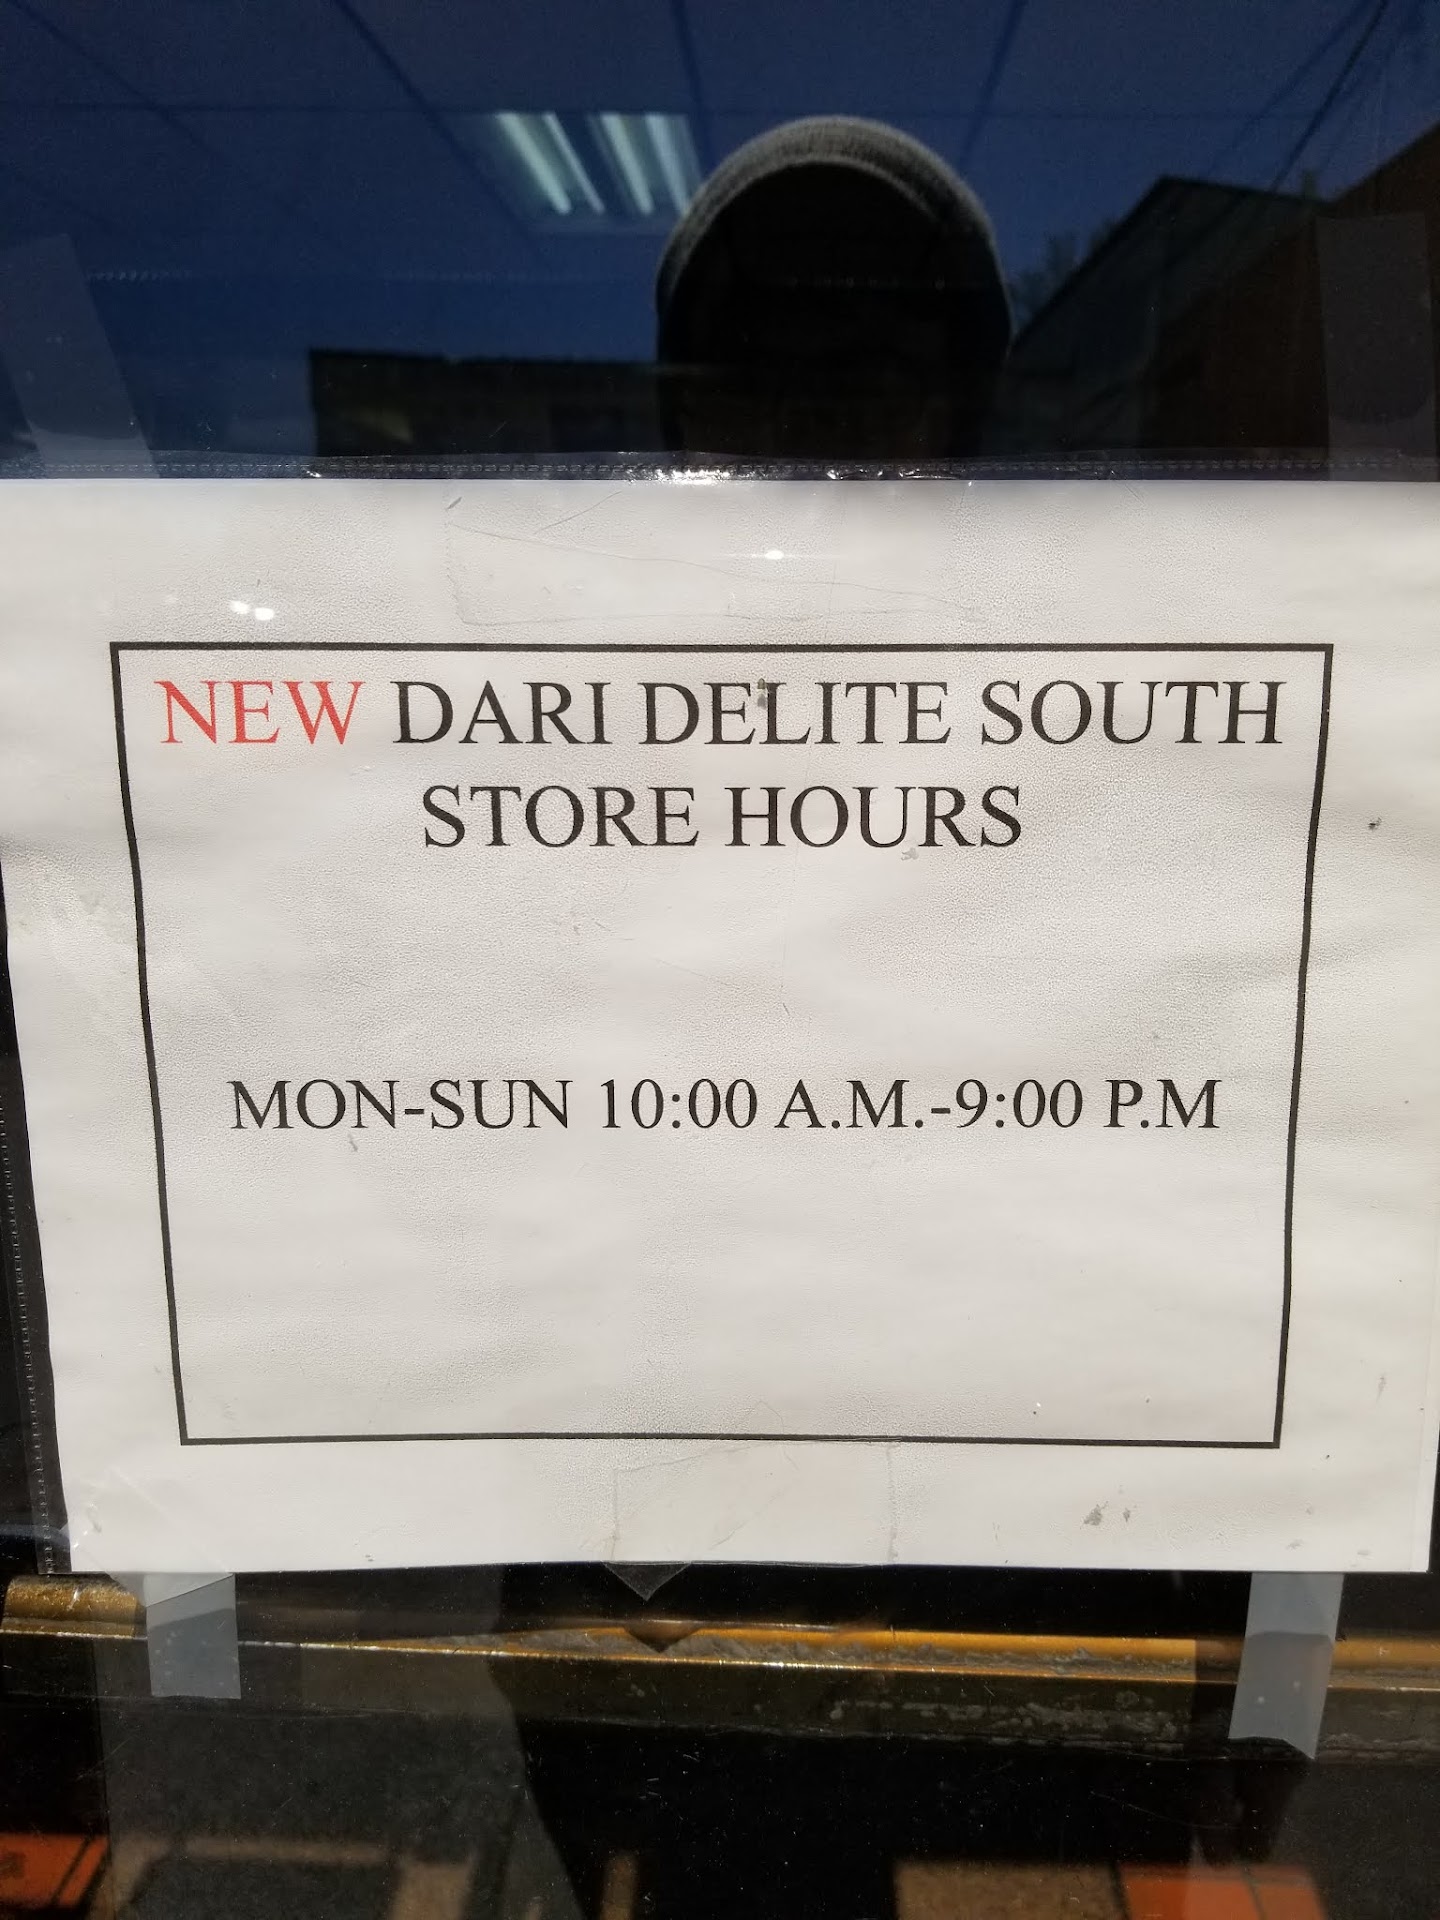 NEW DARI DELITE SOUTH
STORE HOURS
MON-SUN 10:00 A.M.-9:00 P.M